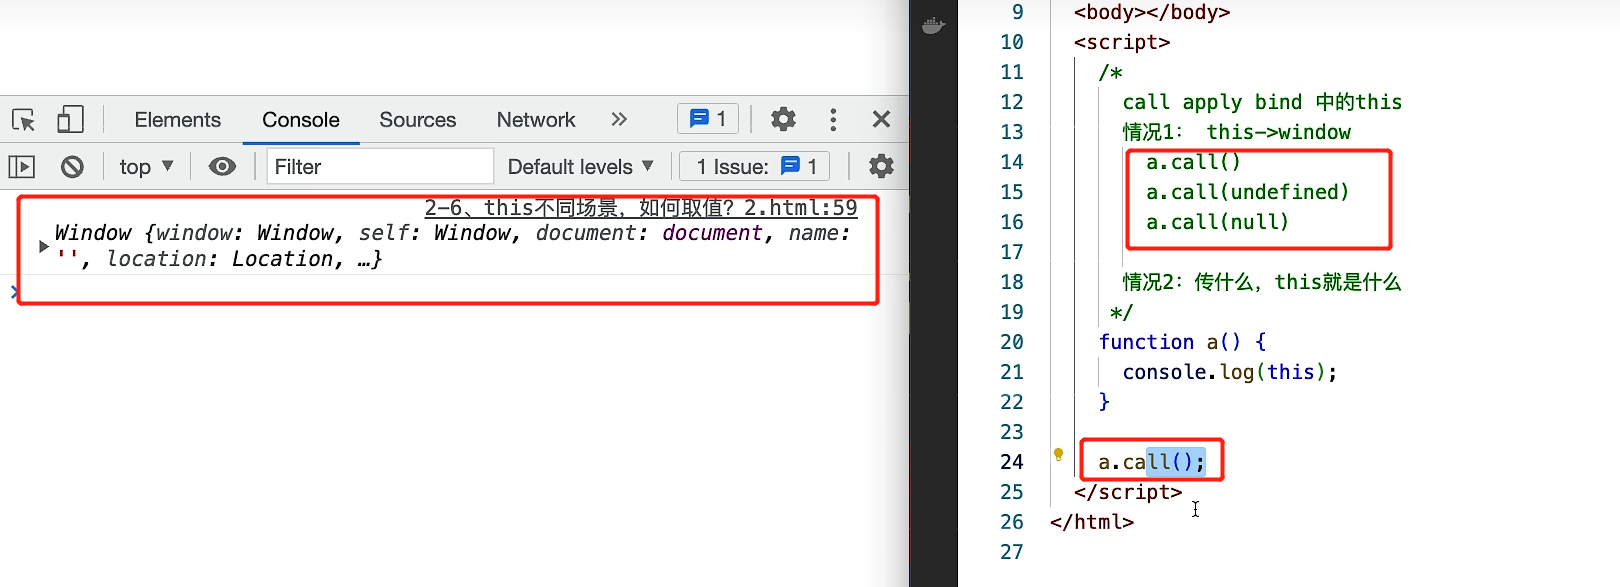 Elements Console Sources Network » 1
top ▼ Filter Default levels ▼ 1 Issue: 1
2-6、this不同场景，如何取值？2.html:59
▶ Window {window: Window, self: Window, document: document, name:
'', location: Location, …}
>
9 <body></body>
10 <script>
11 /*
12 call apply bind 中的this
13 情况1： this->window
14 a.call()
15 a.call(undefined)
16 a.call(null)
17
18 情况2：传什么，this就是什么
19 */
20 function a() {
21 console.log(this);
22 }
23
24 a.call();
25 </script>
26 </html>
27